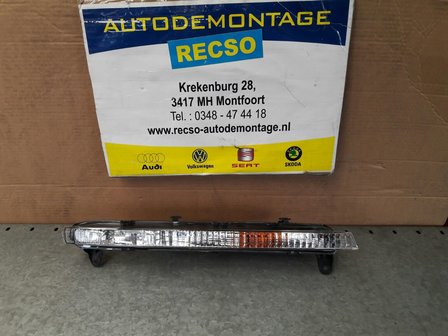 AUTODEMONTAGE
RECSO
Krekenburg 28,
3417 MH Montfoort
Tel. : 0348 - 47 44 18
www.recso-autodemontage.nl
Audi Volkswagen SEAT SKODA